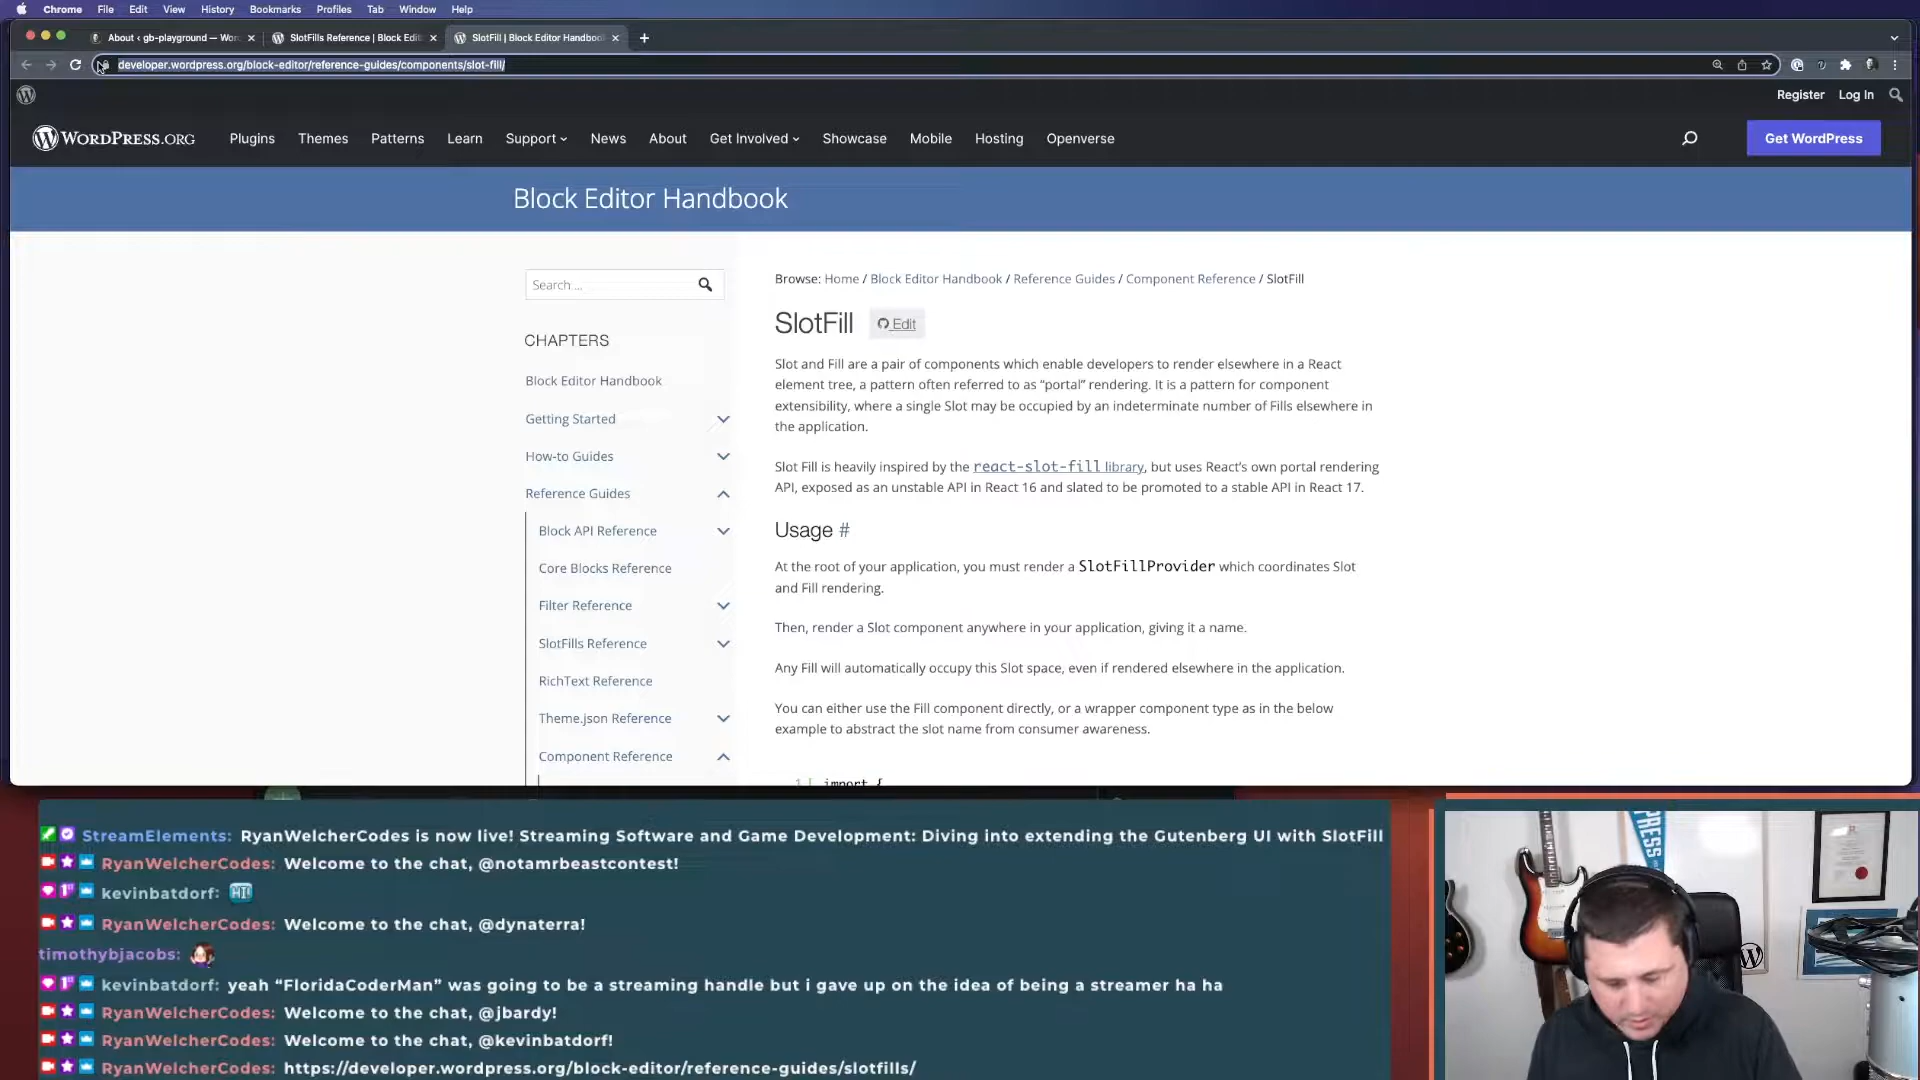 Chrome File Edit View History Bookmarks Profiles Tab Window Help
About ‹ gb-playground — Wor
SlotFills Reference | Block Edit
SlotFill | Block Editor Handboo
developer.wordpress.org/block-editor/reference-guides/components/slot-fill/
Register Log In
WORDPRESS.ORG Plugins Themes Patterns Learn Support News About Get Involved Showcase Mobile Hosting Openverse Get WordPress
Block Editor Handbook
Search ...
CHAPTERS
Block Editor Handbook
Getting Started
How-to Guides
Reference Guides
Block API Reference
Core Blocks Reference
Filter Reference
SlotFills Reference
RichText Reference
Theme.json Reference
Component Reference
Browse: Home / Block Editor Handbook / Reference Guides / Component Reference / SlotFill
SlotFill Edit
Slot and Fill are a pair of components which enable developers to render elsewhere in a React
element tree, a pattern often referred to as “portal” rendering. It is a pattern for component
extensibility, where a single Slot may be occupied by an indeterminate number of Fills elsewhere in
the application.
Slot Fill is heavily inspired by the react-slot-fill library, but uses React’s own portal rendering
API, exposed as an unstable API in React 16 and slated to be promoted to a stable API in React 17.
Usage #
At the root of your application, you must render a SlotFillProvider which coordinates Slot
and Fill rendering.
Then, render a Slot component anywhere in your application, giving it a name.
Any Fill will automatically occupy this Slot space, even if rendered elsewhere in the application.
You can either use the Fill component directly, or a wrapper component type as in the below
example to abstract the slot name from consumer awareness.
1 import {
StreamElements: RyanWelcherCodes is now live! Streaming Software and Game Development: Diving into extending the Gutenberg UI with SlotFill
RyanWelcherCodes: Welcome to the chat, @notamrbeastcontest!
kevinbatdorf: HI!
RyanWelcherCodes: Welcome to the chat, @dynaterra!
timothybjacobs:
kevinbatdorf: yeah “FloridaCoderMan” was going to be a streaming handle but i gave up on the idea of being a streamer ha ha
RyanWelcherCodes: Welcome to the chat, @jbardy!
RyanWelcherCodes: Welcome to the chat, @kevinbatdorf!
RyanWelcherCodes: https://developer.wordpress.org/block-editor/reference-guides/slotfills/